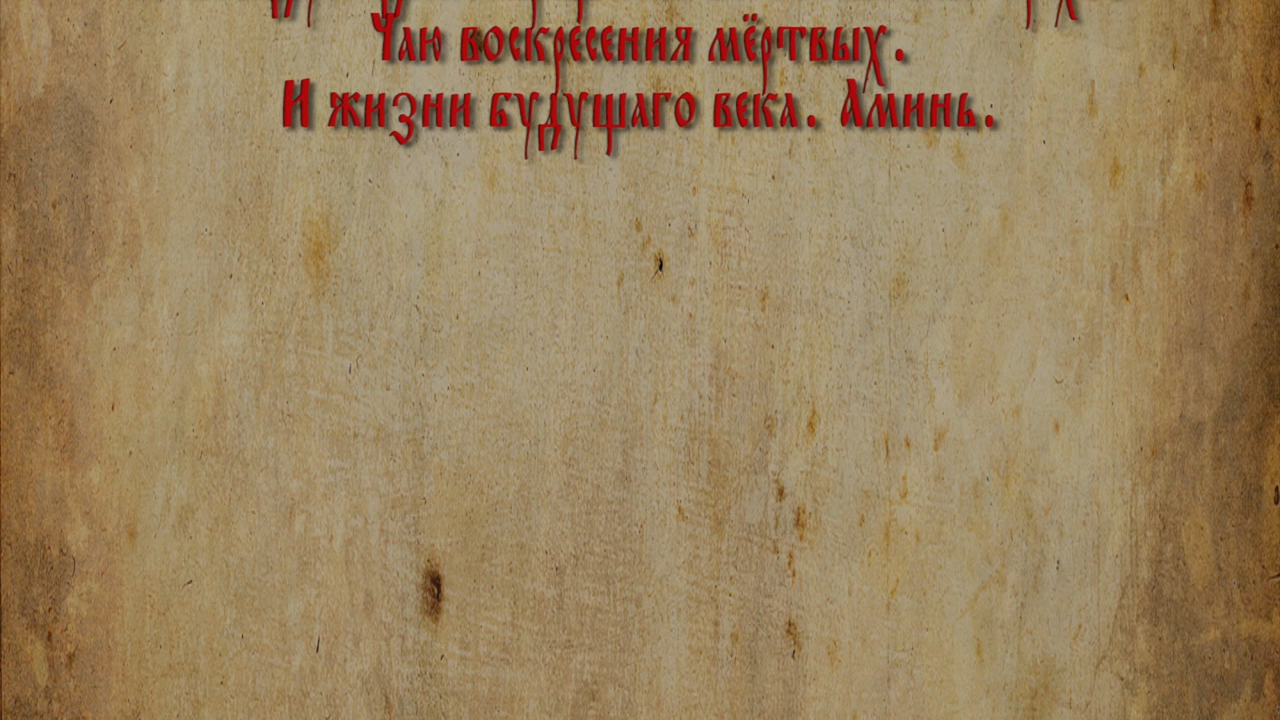 Чаю воскресения мёртвых.
И жизни будущаго века. Аминь.